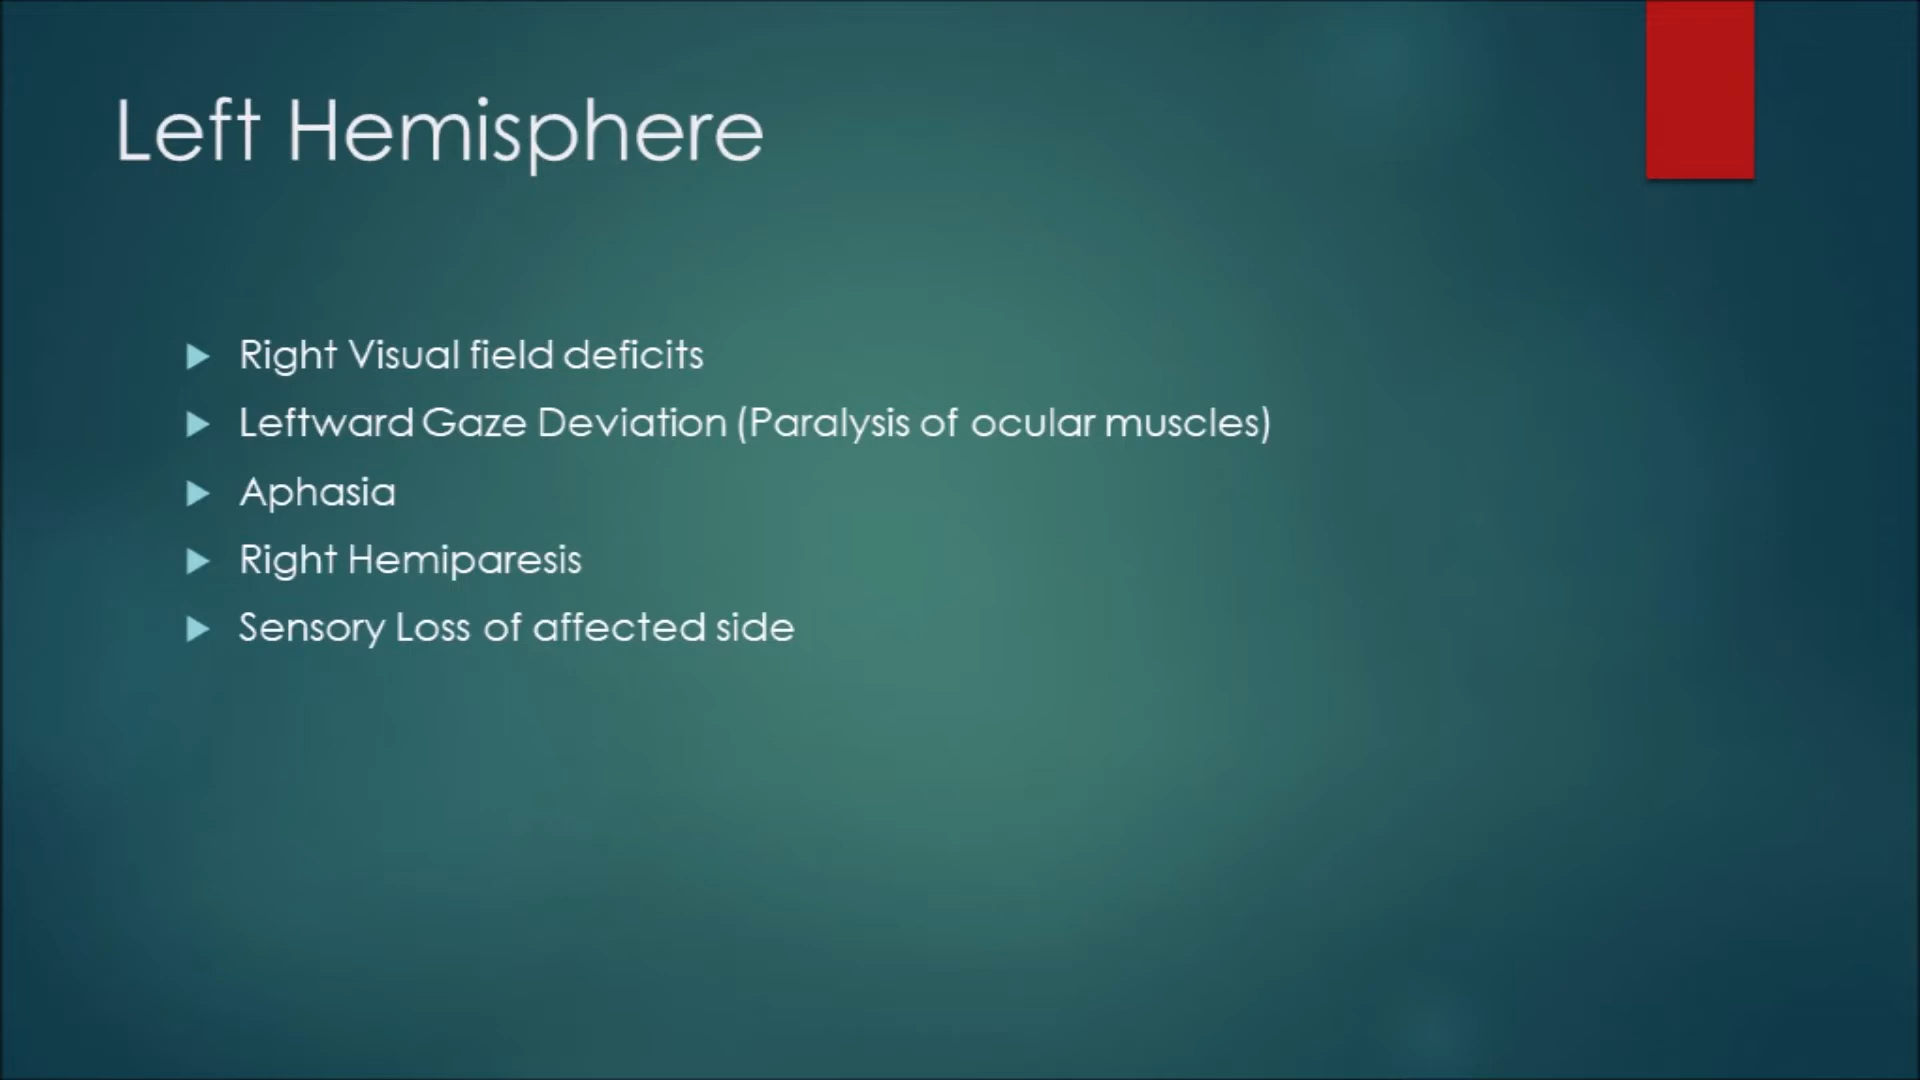 Left Hemisphere
Right Visual field deficits
Leftward Gaze Deviation (Paralysis of ocular muscles)
Aphasia
Right Hemiparesis
Sensory Loss of affected side